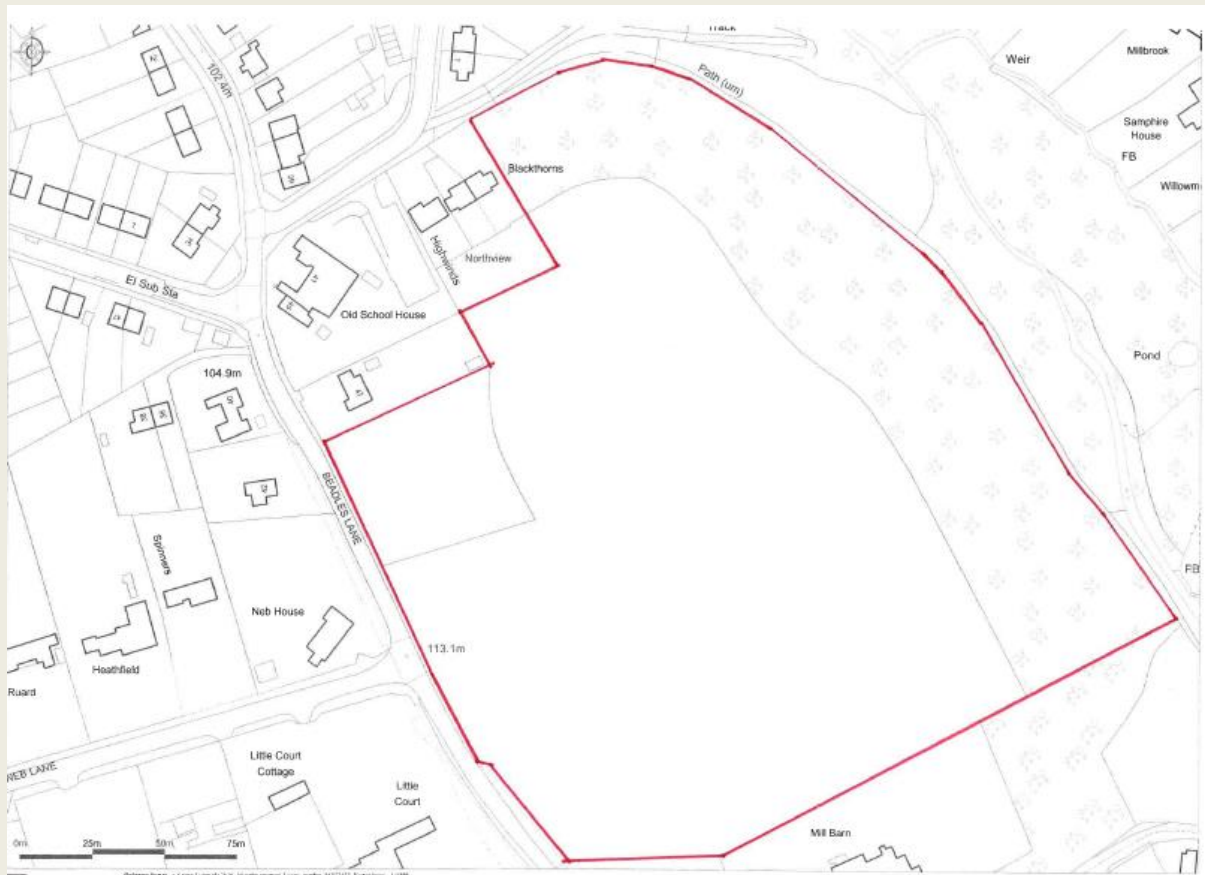 Track
Weir
Millbrook
102.4m
Path (um)
Samphire
House
FB
Blackthorns
Willowm
Highwinds
Northview
El Sub Sta
Old School House
Pond
104.9m
BEADLES LANE
Spinners
FB
Neb House
113.1m
Heathfield
Ruard
NEB LANE
Little Court
Cottage
Little
Court
Mill Barn
0m 25m 50m 75m